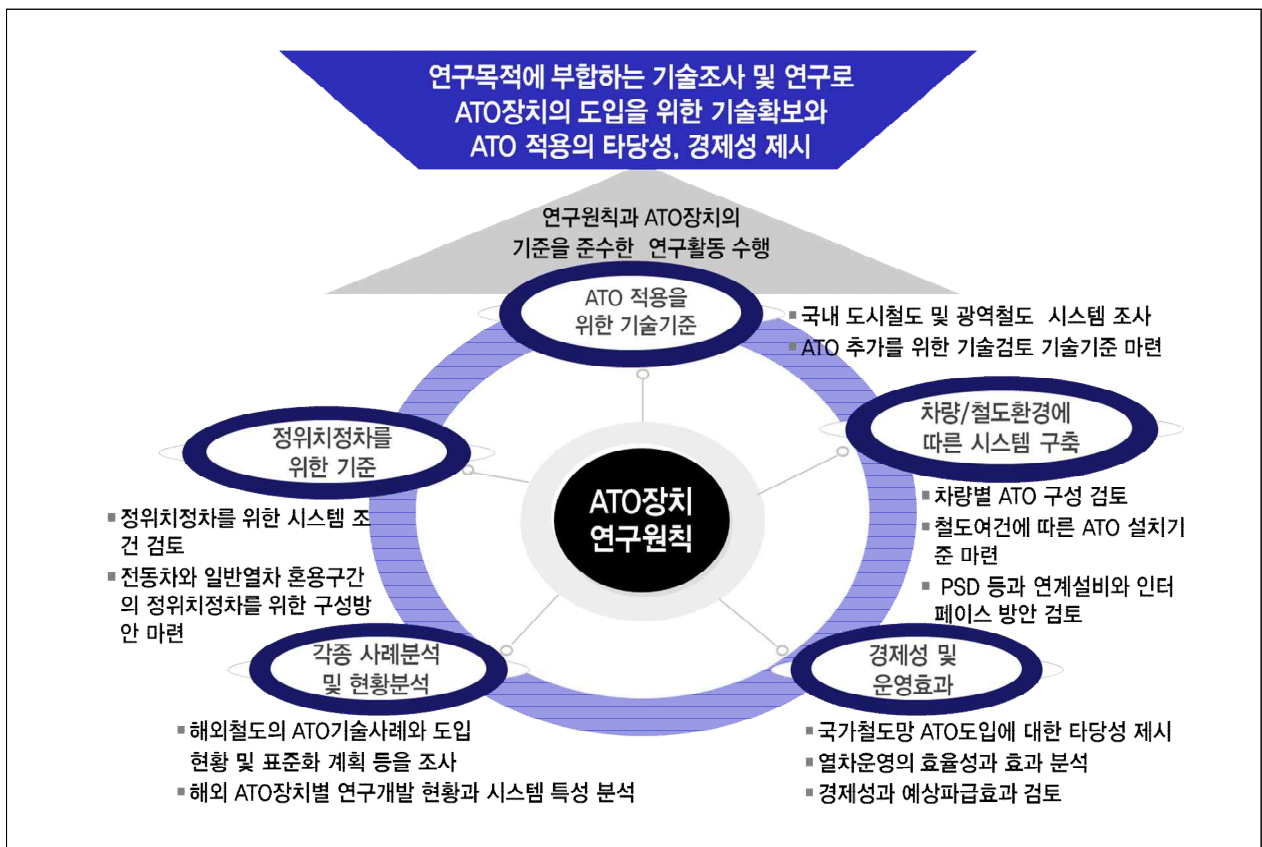 연구목적에 부합하는 기술조사 및 연구로
ATO장치의 도입을 위한 기술확보와
ATO 적용의 타당성, 경제성 제시
연구원칙과 ATO장치의
기준을 준수한 연구활동 수행
ATO 적용을
위한 기술기준
▪국내 도시철도 및 광역철도 시스템 조사
▪ATO 추가를 위한 기술검토 기술기준 마련
차량/철도환경에
따른 시스템 구축
▪차량별 ATO 구성 검토
▪철도여건에 따른 ATO 설치기
준 마련
▪PSD 등과 연계설비와 인터
페이스 방안 검토
정위치정차를
위한 기준
▪정위치정차를 위한 시스템 조
건 검토
▪전동차와 일반열차 혼용구간
의 정위치정차를 위한 구성방
안 마련
ATO장치
연구원칙
각종 사례분석
및 현황분석
▪해외철도의 ATO기술사례와 도입
현황 및 표준화 계획 등을 조사
▪해외 ATO장치별 연구개발 현황과 시스템 특성 분석
경제성 및
운영효과
▪국가철도망 ATO도입에 대한 타당성 제시
▪열차운영의 효율성과 효과 분석
▪경제성과 예상파급효과 검토